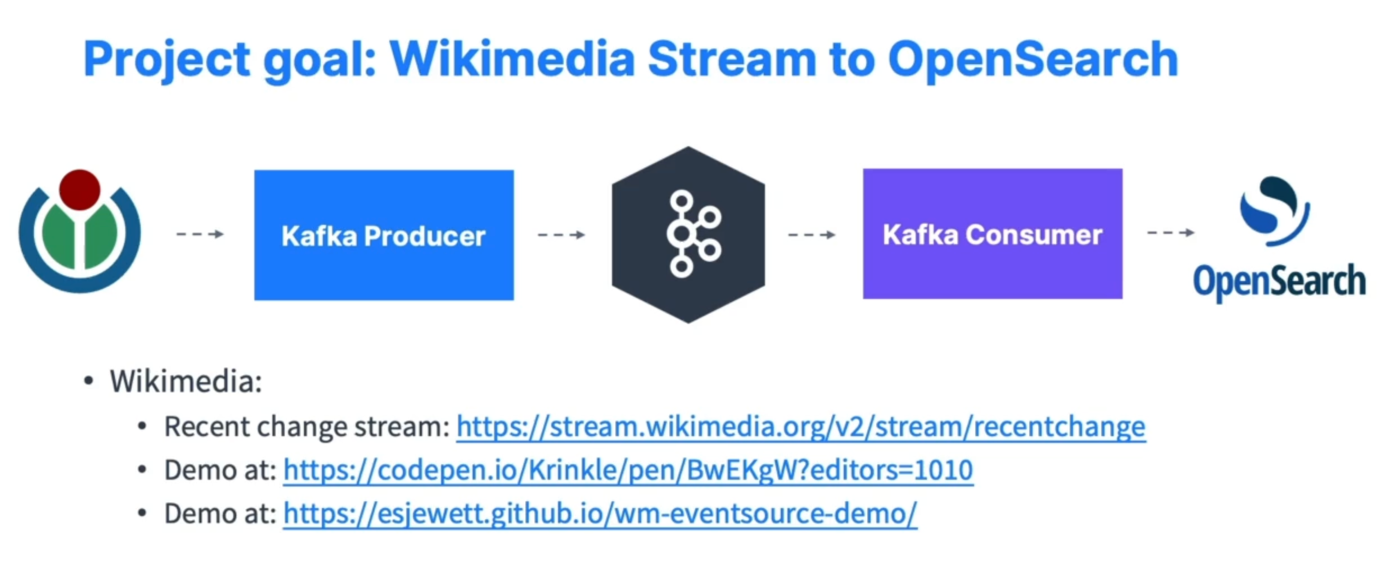 Project goal: Wikimedia Stream to OpenSearch
Kafka Producer
Kafka Consumer
OpenSearch
• Wikimedia:
• Recent change stream: https://stream.wikimedia.org/v2/stream/recentchange
• Demo at: https://codepen.io/Krinkle/pen/BwEKgW?editors=1010
• Demo at: https://esjewett.github.io/wm-eventsource-demo/